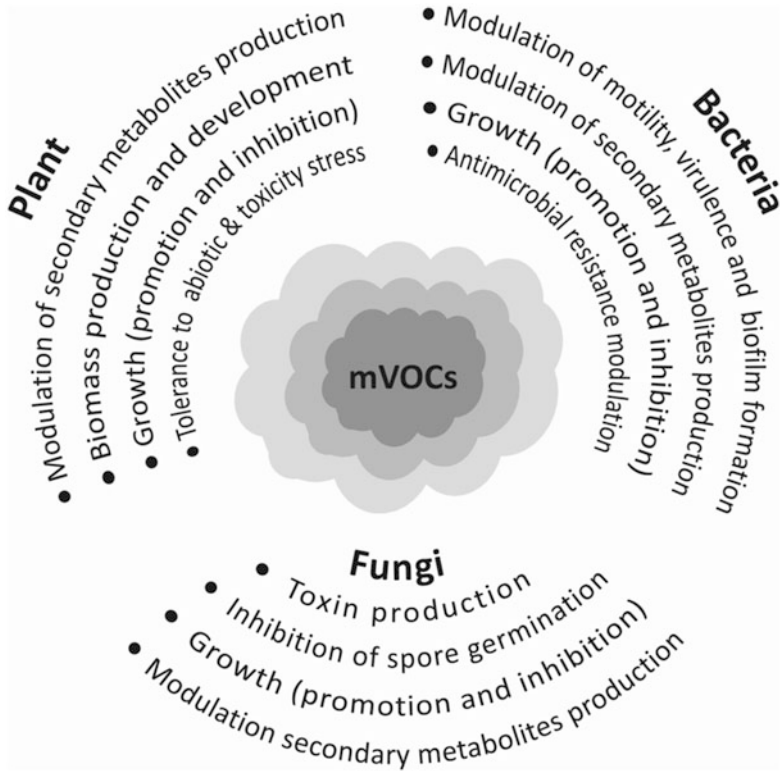 Plant
• Modulation of secondary metabolites production
• Biomass production and development
• Growth (promotion and inhibition)
• Tolerance to abiotic & toxicity stress
Bacteria
• Modulation of motility, virulence and biofilm formation
• Modulation of secondary metabolites production
• Growth (promotion and inhibition)
• Antimicrobial resistance modulation
mVOCs
Fungi
• Toxin production
• Inhibition of spore germination
• Growth (promotion and inhibition)
• Modulation secondary metabolites production